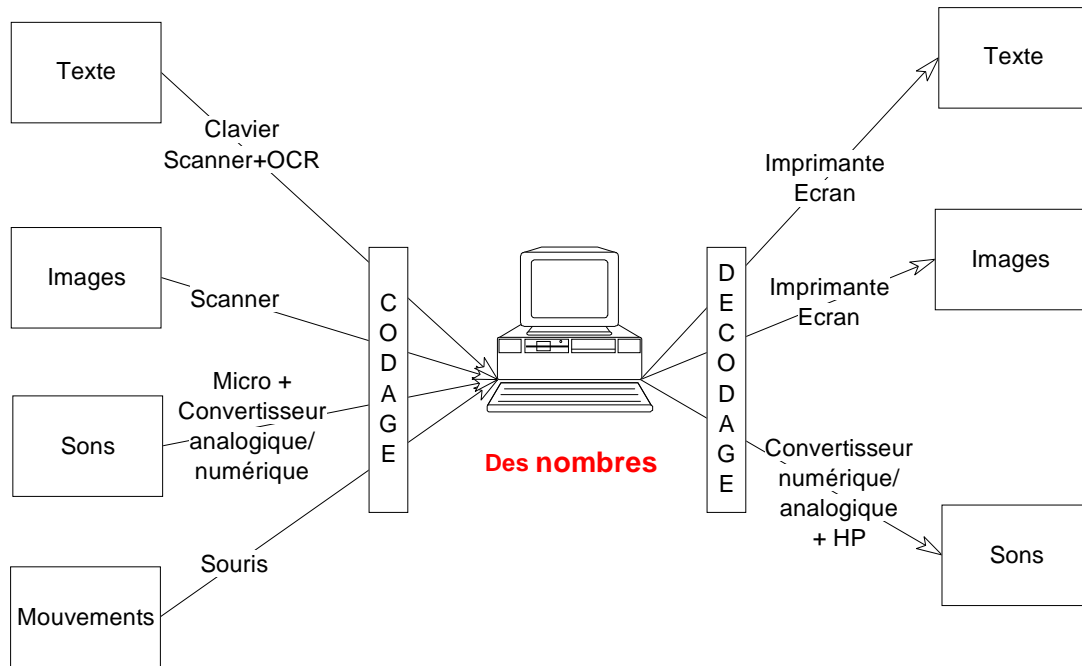 Texte
Clavier
Scanner+OCR
Images
Scanner
Micro +
Convertisseur
analogique/
numérique
Sons
Souris
Mouvements
C
O
D
A
G
E
Des nombres
D
E
C
O
D
A
G
E
Imprimante
Ecran
Texte
Imprimante
Ecran
Images
Convertisseur
numérique/
analogique
+ HP
Sons